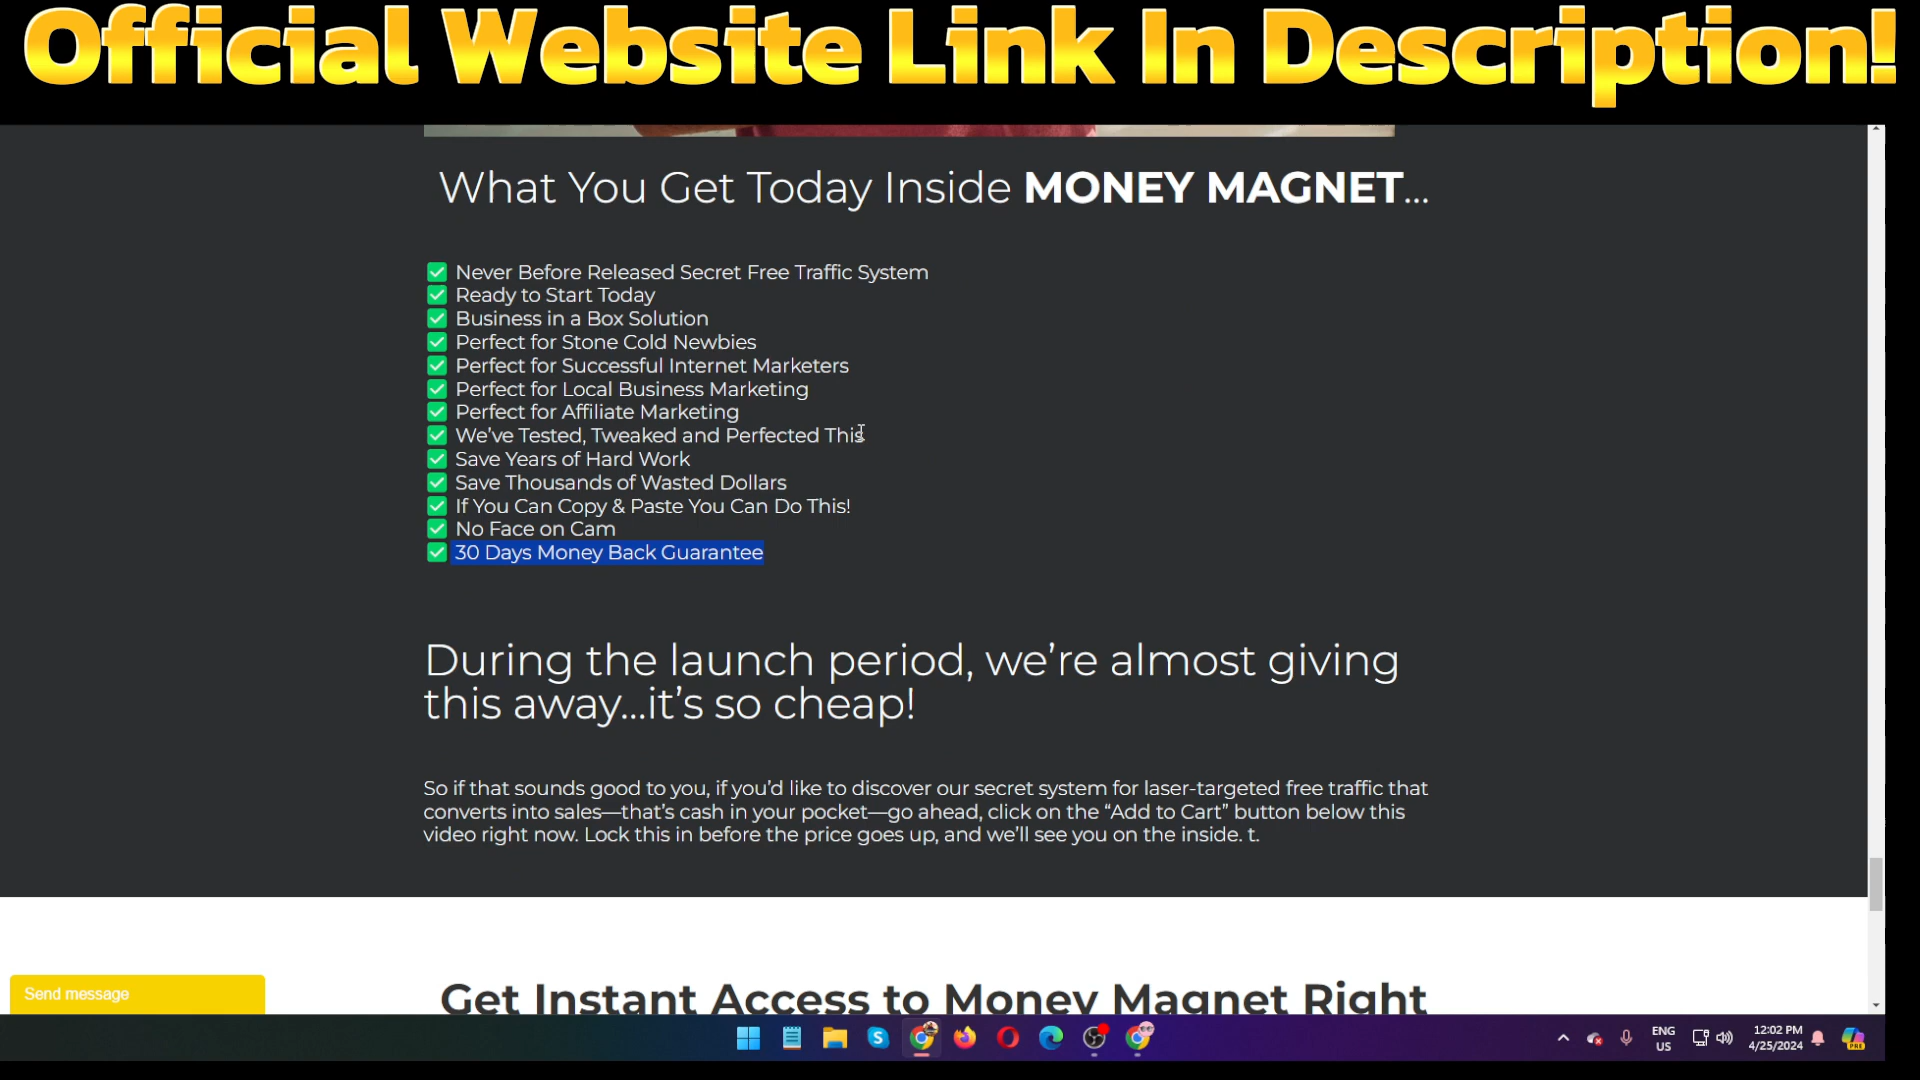 Official Website Link In Description!
What You Get Today Inside MONEY MAGNET...
Never Before Released Secret Free Traffic System
Ready to Start Today
Business in a Box Solution
Perfect for Stone Cold Newbies
Perfect for Successful Internet Marketers
Perfect for Local Business Marketing
Perfect for Affiliate Marketing
We’ve Tested, Tweaked and Perfected This
Save Years of Hard Work
Save Thousands of Wasted Dollars
If You Can Copy & Paste You Can Do This!
No Face on Cam
30 Days Money Back Guarantee
During the launch period, we’re almost giving
this away...it’s so cheap!
So if that sounds good to you, if you’d like to discover our secret system for laser-targeted free traffic that
converts into sales—that’s cash in your pocket—go ahead, click on the “Add to Cart” button below this
video right now. Lock this in before the price goes up, and we’ll see you on the inside. t.
Send message
Get Instant Access to Money Magnet Right
ENG
US
12:02 PM
4/25/2024
PRE